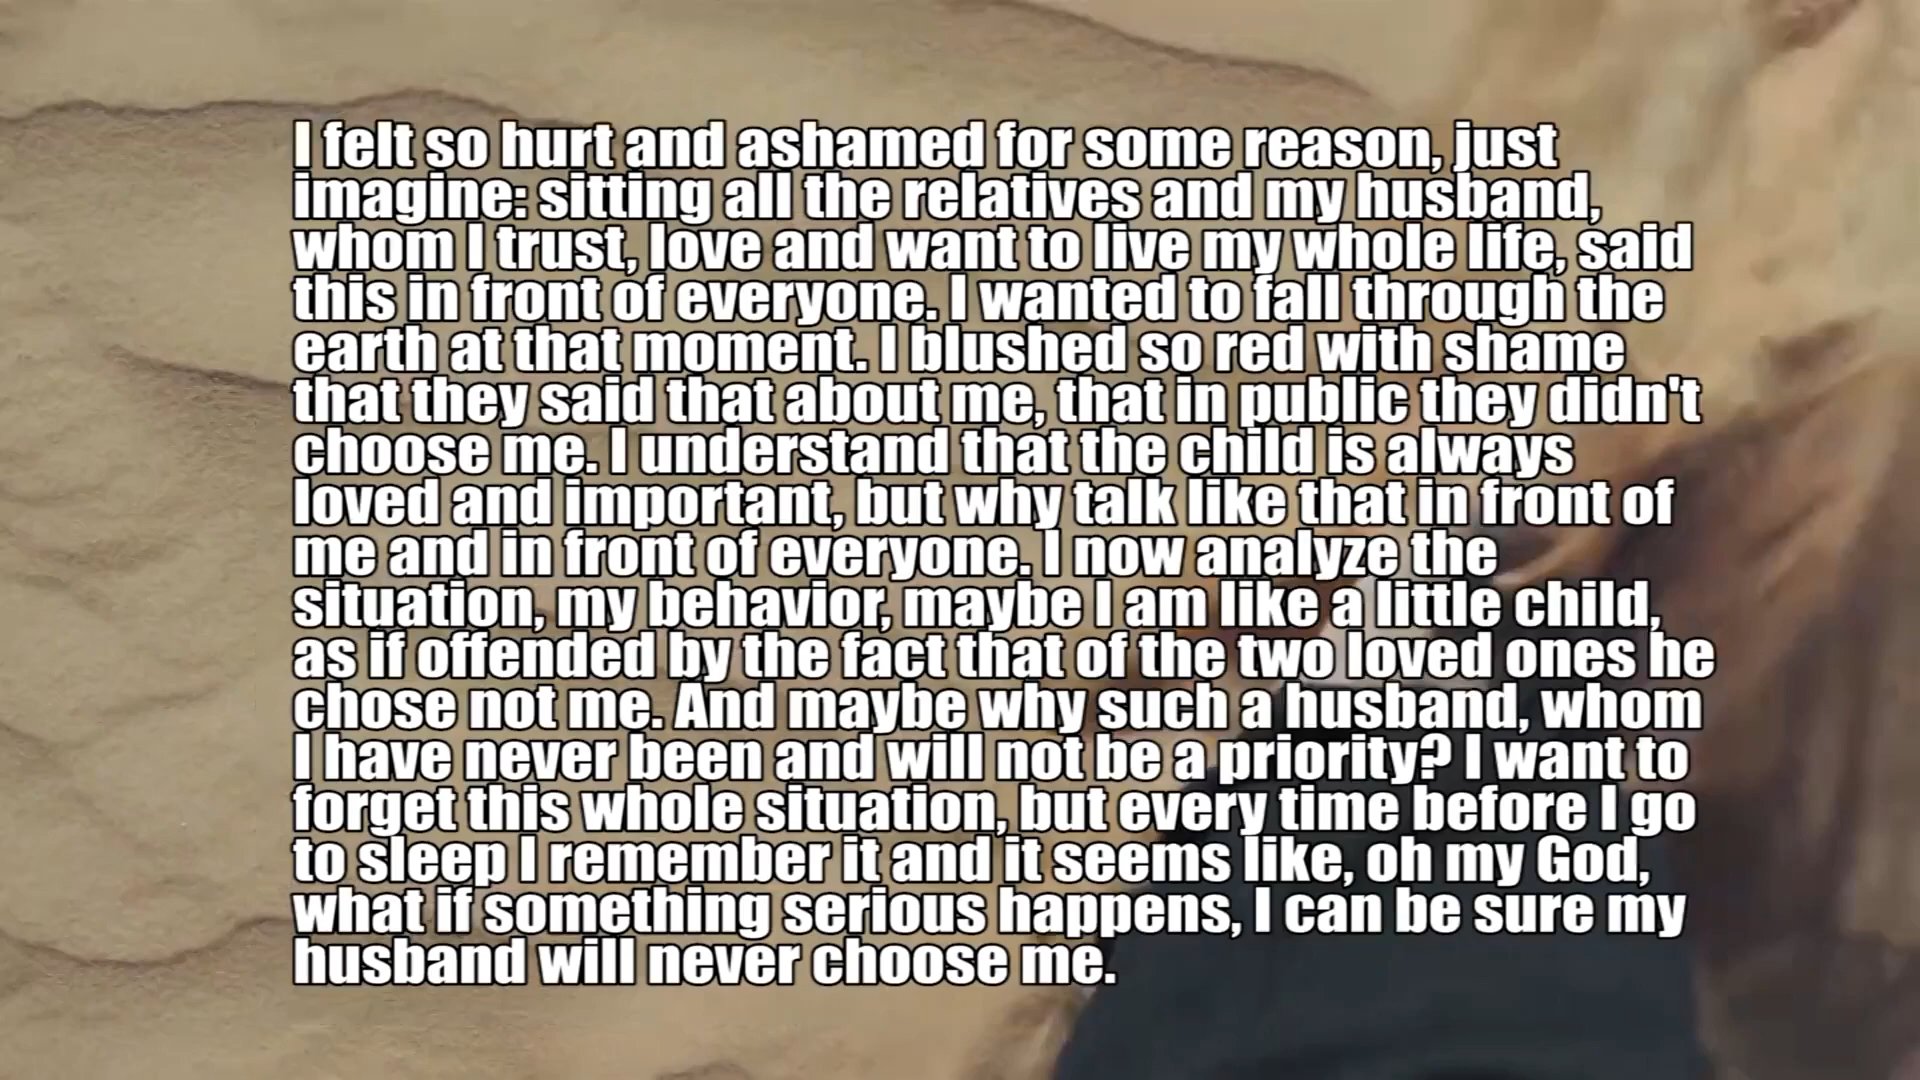 I felt so hurt and ashamed for some reason, just
imagine: sitting all the relatives and my husband,
whom I trust, love and want to live my whole life, said
this in front of everyone. I wanted to fall through the
earth at that moment. I blushed so red with shame
that they said that about me, that in public they didn't
choose me. I understand that the child is always
loved and important, but why talk like that in front of
me and in front of everyone. I now analyze the
situation, my behavior, maybe I am like a little child,
as if offended by the fact that of the two loved ones he
chose not me. And maybe why such a husband, whom
I have never been and will not be a priority? I want to
forget this whole situation, but every time before I go
to sleep I remember it and it seems like, oh my God,
what if something serious happens, I can be sure my
husband will never choose me.